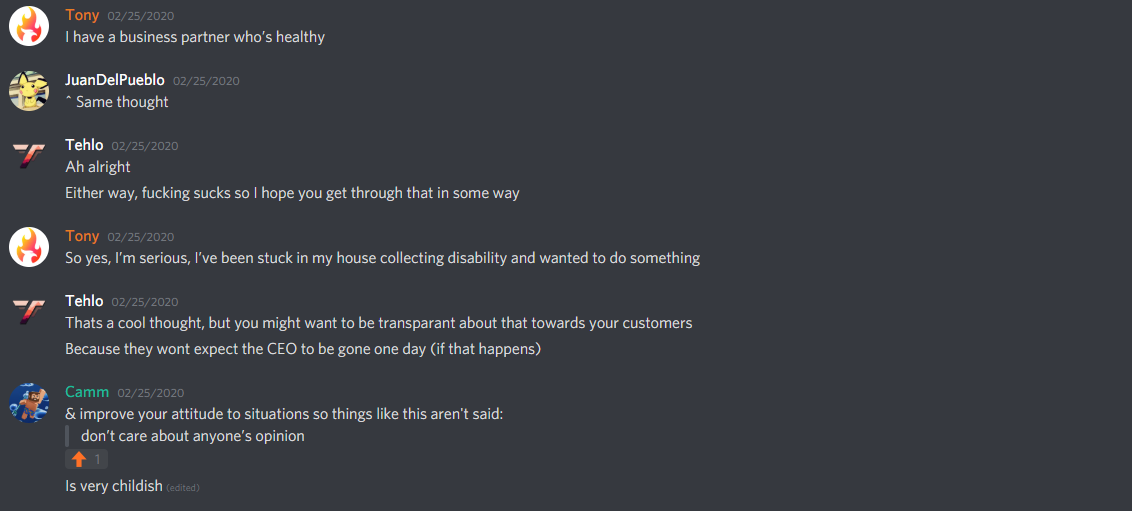 Tony 02/25/2020
I have a business partner who's healthy
JuanDelPueblo 02/25/2020
^ Same thought
Tehlo 02/25/2020
Ah alright
Either way, fucking sucks so I hope you get through that in some way
Tony 02/25/2020
So yes, I'm serious, I've been stuck in my house collecting disability and wanted to do something
Tehlo 02/25/2020
Thats a cool thought, but you might want to be transparant about that towards your customers
Because they wont expect the CEO to be gone one day (if that happens)
Camm 02/25/2020
& improve your attitude to situations so things like this aren't said:
don't care about anyone's opinion
1
Is very childish (edited)